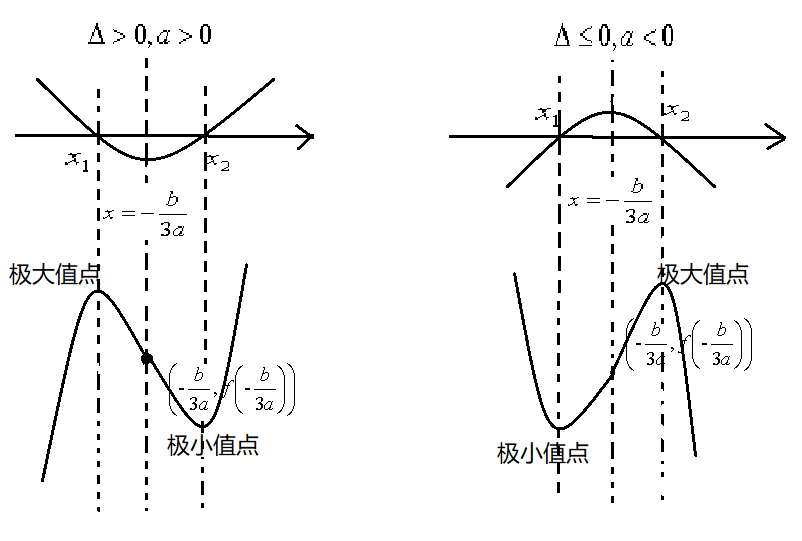 Δ > 0, a > 0
x₁
x₂
x = -b/3a
极大值点
(-b/3a, f(-b/3a))
极小值点
Δ ≤ 0, a < 0
x₁
x₂
x = -b/3a
极大值点
(-b/3a, f(-b/3a))
极小值点